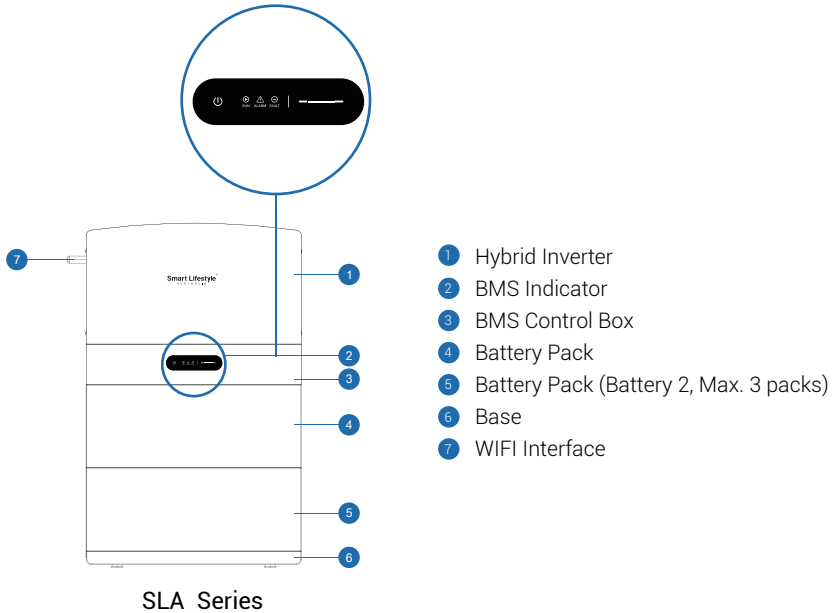 RUN ALARM FAULT
7
Smart Lifestyle
AUSTRALIA
1
2
3
4
5
6
SLA Series
1 Hybrid Inverter
2 BMS Indicator
3 BMS Control Box
4 Battery Pack
5 Battery Pack (Battery 2, Max. 3 packs)
6 Base
7 WIFI Interface